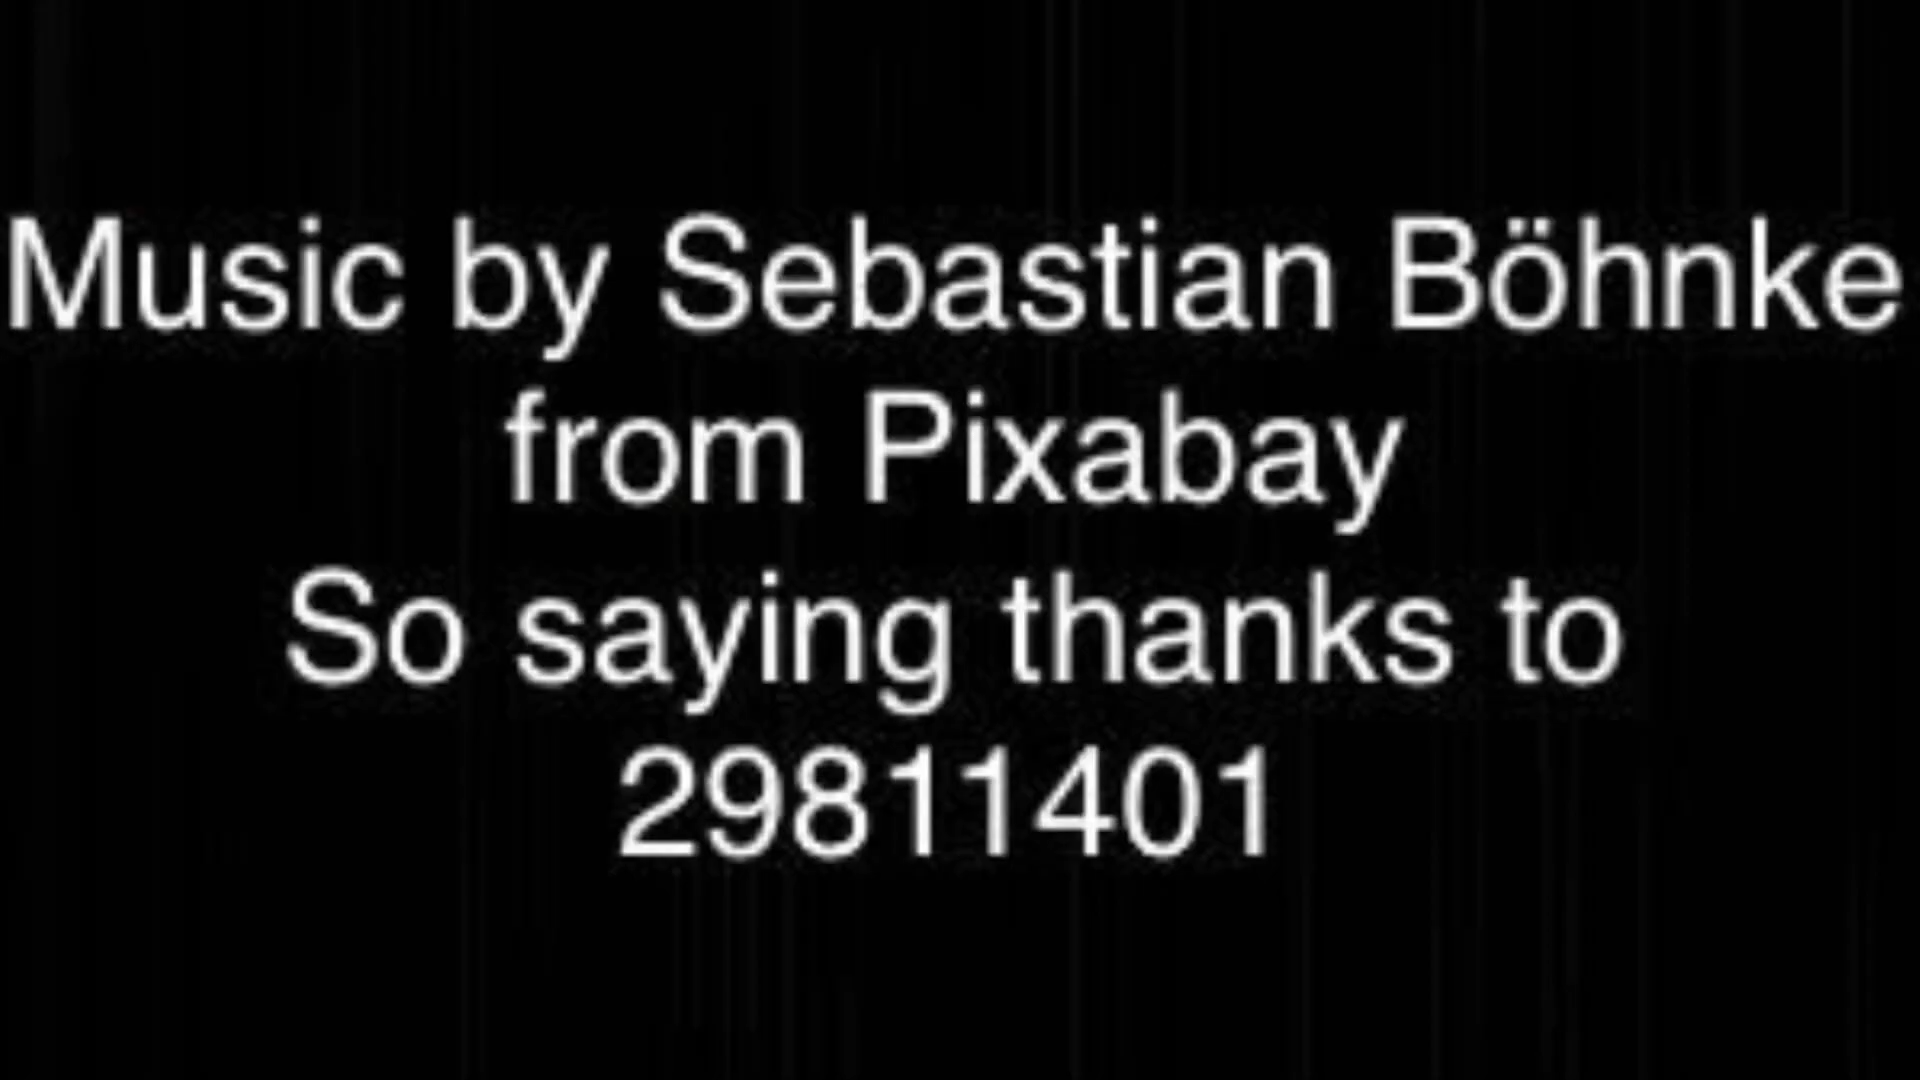 Music by Sebastian Böhnke
from Pixabay
So saying thanks to
29811401